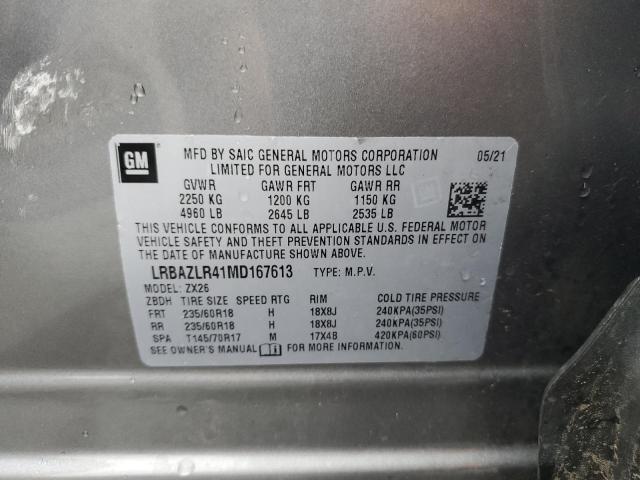 GM
MFD BY SAIC GENERAL MOTORS CORPORATION 05/21
LIMITED FOR GENERAL MOTORS LLC
GVWR GAWR FRT GAWR RR
2250 KG 1200 KG 1150 KG
4960 LB 2645 LB 2535 LB
THIS VEHICLE CONFORMS TO ALL APPLICABLE U.S. FEDERAL MOTOR
VEHICLE SAFETY AND THEFT PREVENTION STANDARDS IN EFFECT ON
THE DATE OF MANUFACTURE SHOWN ABOVE.
LRBAZLR41MD167613 TYPE: M.P.V.
MODEL: ZX26
ZBDH TIRE SIZE SPEED RTG RIM COLD TIRE PRESSURE
FRT 235/60R18 H 18X8J 240KPA(35PSI)
RR 235/60R18 H 18X8J 240KPA(35PSI)
SPA T145/70R17 M 17X4B 420KPA(60PSI)
SEE OWNER'S MANUAL FOR MORE INFORMATION.